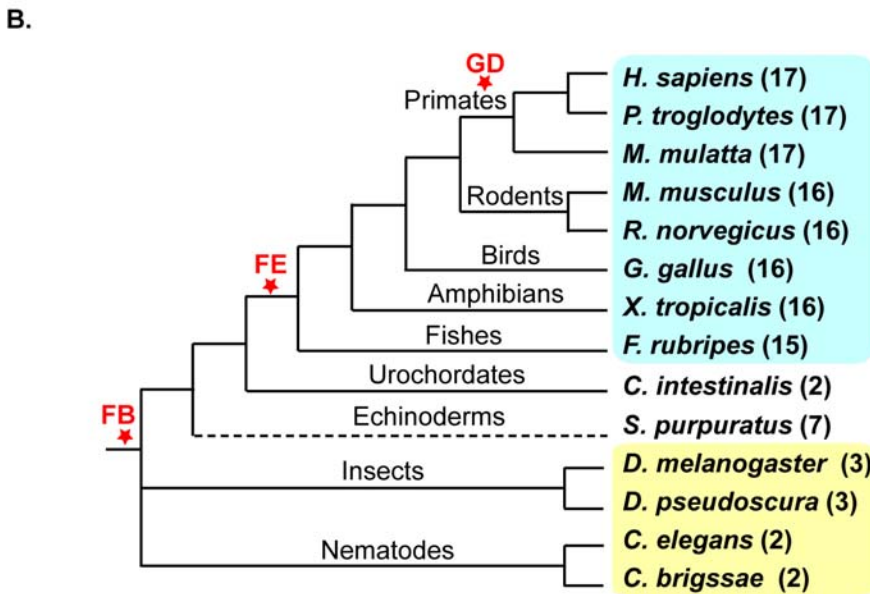 B.
GD
Primates
H. sapiens (17)
P. troglodytes (17)
M. mulatta (17)
Rodents
M. musculus (16)
R. norvegicus (16)
FE
Birds
G. gallus (16)
Amphibians
X. tropicalis (16)
Fishes
F. rubripes (15)
Urochordates
C. intestinalis (2)
FB
Echinoderms
S. purpuratus (7)
Insects
D. melanogaster (3)
D. pseudoscura (3)
Nematodes
C. elegans (2)
C. brigssae (2)